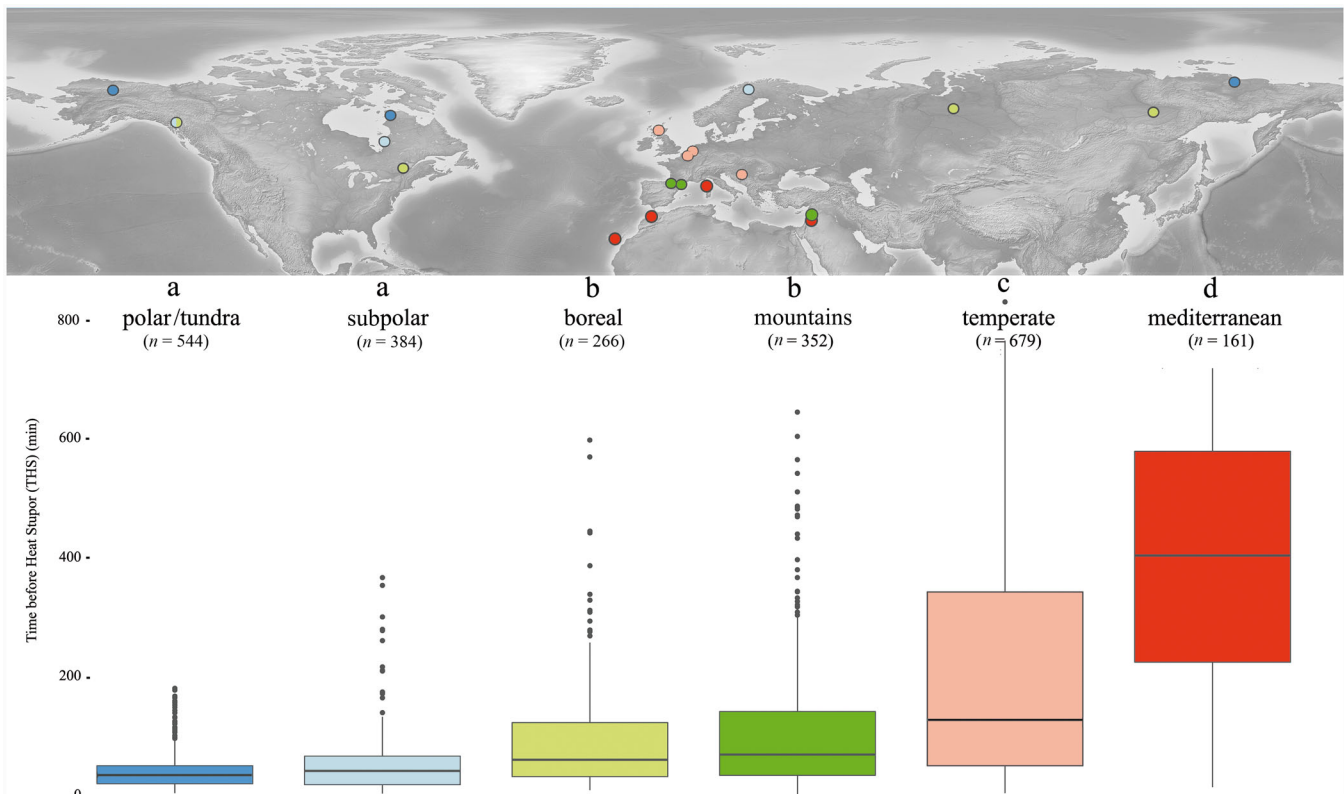 a a b b c d
polar/tundra subpolar boreal mountains temperate mediterranean
(n = 544) (n = 384) (n = 266) (n = 352) (n = 679) (n = 161)
Time before Heat Stupor (THS) (min)
800
600
400
200
0